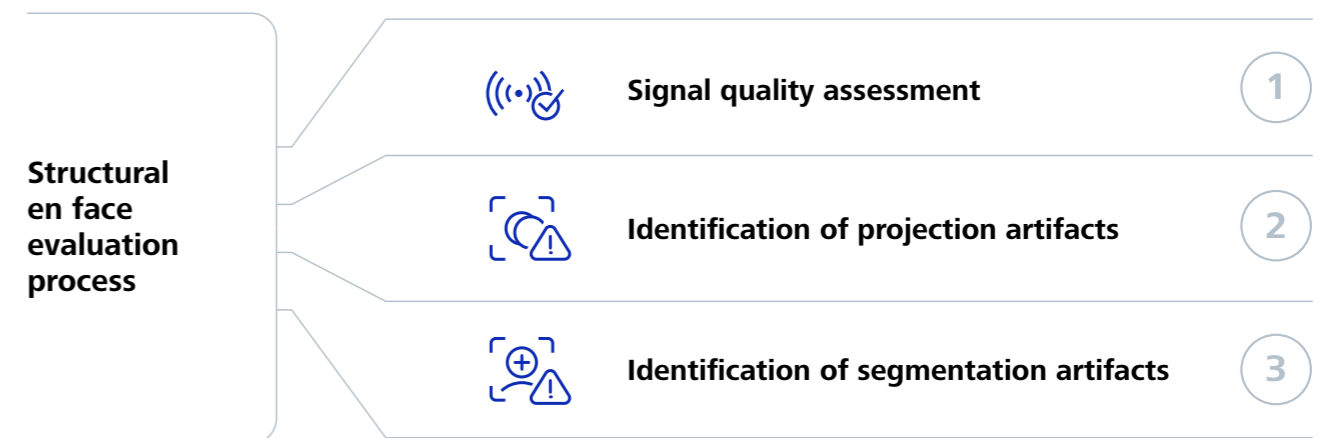 Structural
en face
evaluation
process
Signal quality assessment
1
Identification of projection artifacts
2
Identification of segmentation artifacts
3